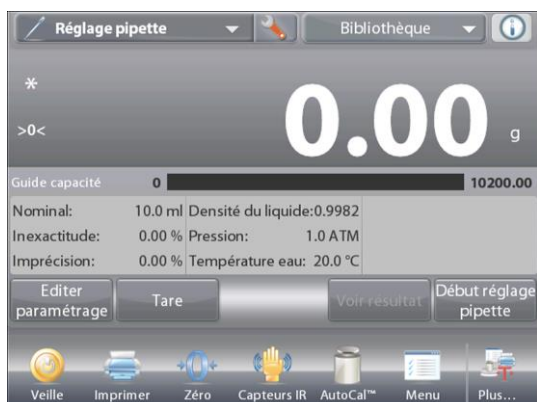 Réglage pipette Bibliothèque
*
>0<
0.00 g
Guide capacité 0 10200.00
Nominal: 10.0 ml Densité du liquide:0.9982
Inexactitude: 0.00 % Pression: 1.0 ATM
Imprécision: 0.00 % Température eau: 20.0 °C
Editer paramétrage Tare Voir résultat Début réglage pipette
Veille Imprimer Zéro Capteurs IR AutoCal™ Menu Plus...